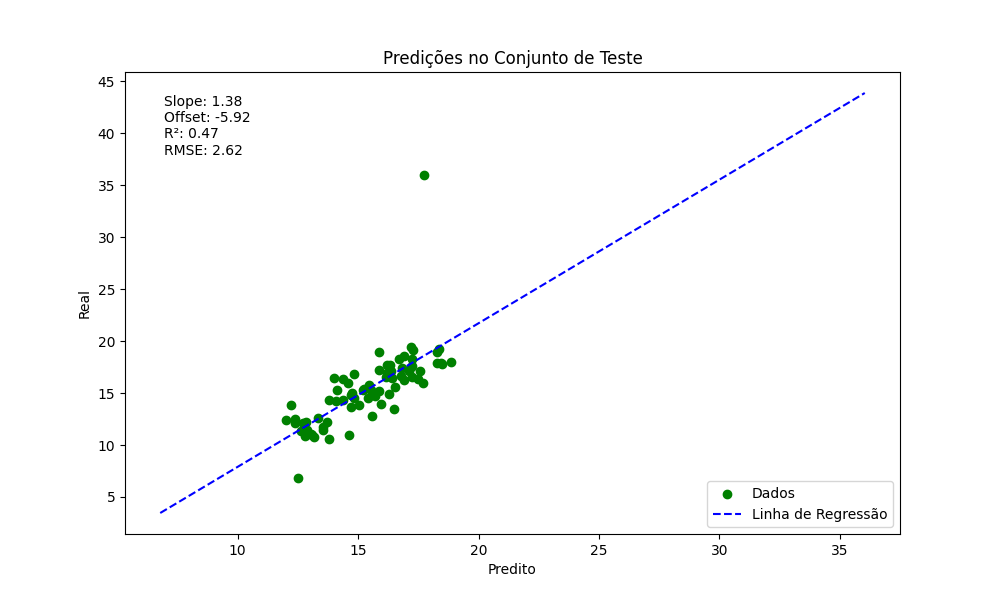 Predições no Conjunto de Teste
45
40
35
30
25
20
15
10
5
Real
Slope: 1.38
Offset: -5.92
R²: 0.47
RMSE: 2.62
Dados
Linha de Regressão
10 15 20 25 30 35
Predito